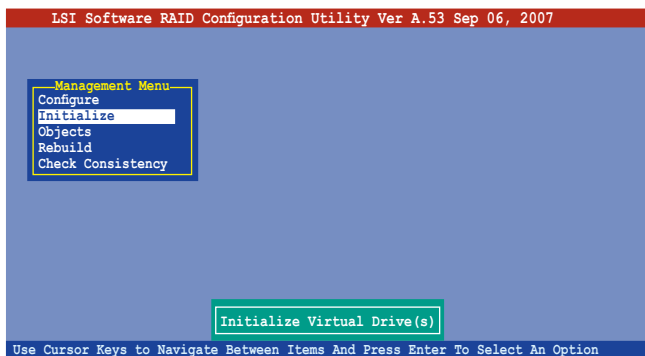 LSI Software RAID Configuration Utility Ver A.53 Sep 06, 2007
Management Menu
Configure
Initialize
Objects
Rebuild
Check Consistency
Initialize Virtual Drive(s)
Use Cursor Keys to Navigate Between Items And Press Enter To Select An Option